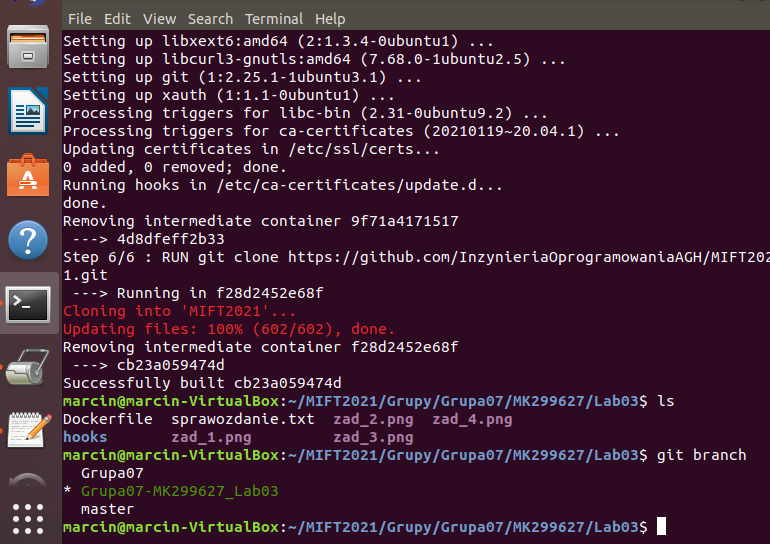 File Edit View Search Terminal Help
Setting up libxext6:amd64 (2:1.3.4-0ubuntu1) ...
Setting up libcurl3-gnutls:amd64 (7.68.0-1ubuntu2.5) ...
Setting up git (1:2.25.1-1ubuntu3.1) ...
Setting up xauth (1:1.1-0ubuntu1) ...
Processing triggers for libc-bin (2.31-0ubuntu9.2) ...
Processing triggers for ca-certificates (20210119~20.04.1) ...
Updating certificates in /etc/ssl/certs...
0 added, 0 removed; done.
Running hooks in /etc/ca-certificates/update.d...
done.
Removing intermediate container 9f71a4171517
 ---> 4d8dfeff2b33
Step 6/6 : RUN git clone https://github.com/InzynieriaOprogramowaniaAGH/MIFT202
1.git
 ---> Running in f28d2452e68f
Cloning into 'MIFT2021'...
Updating files: 100% (602/602), done.
Removing intermediate container f28d2452e68f
 ---> cb23a059474d
Successfully built cb23a059474d
marcin@marcin-VirtualBox:~/MIFT2021/Grupy/Grupa07/MK299627/Lab03$ ls
Dockerfile  sprawozdanie.txt  zad_2.png  zad_4.png
hooks       zad_1.png         zad_3.png
marcin@marcin-VirtualBox:~/MIFT2021/Grupy/Grupa07/MK299627/Lab03$ git branch
  Grupa07
* Grupa07-MK299627_Lab03
  master
marcin@marcin-VirtualBox:~/MIFT2021/Grupy/Grupa07/MK299627/Lab03$